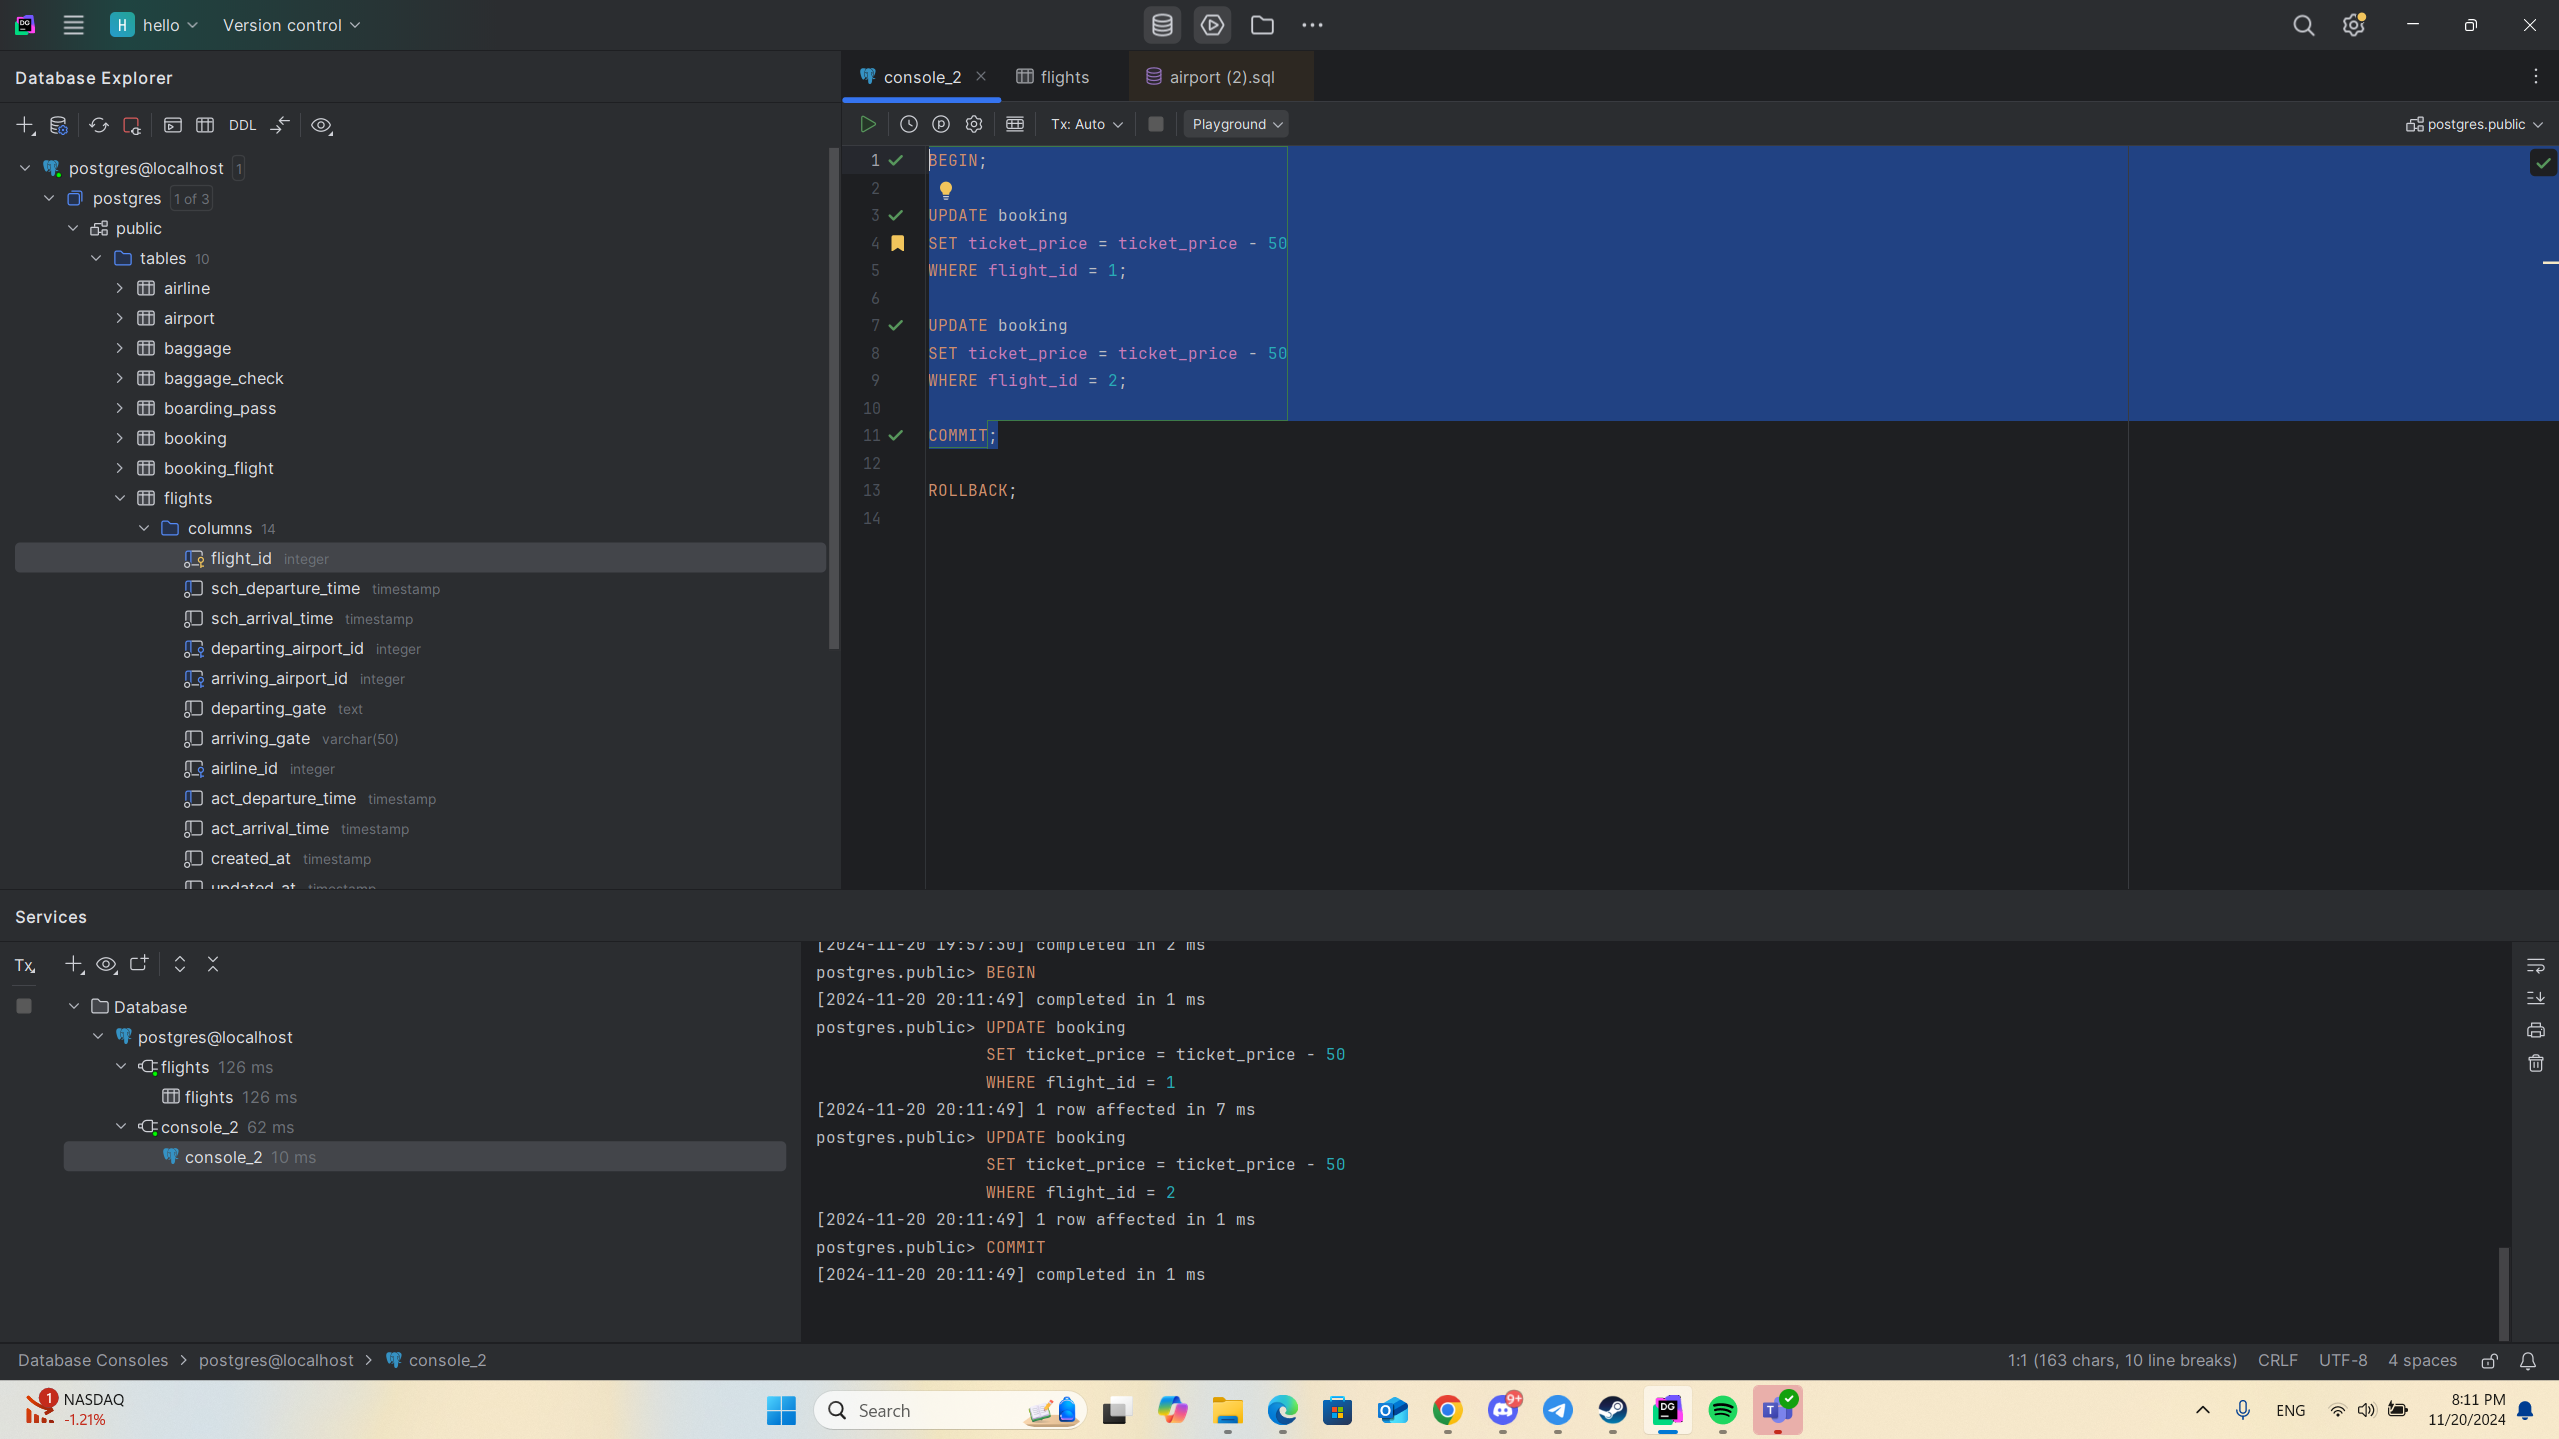 H hello Version control
Database Explorer
DDL
postgres@localhost 1
postgres 1 of 3
public
tables 10
airline
airport
baggage
baggage_check
boarding_pass
booking
booking_flight
flights
columns 14
flight_id integer
sch_departure_time timestamp
sch_arrival_time timestamp
departing_airport_id integer
arriving_airport_id integer
departing_gate text
arriving_gate varchar(50)
airline_id integer
act_departure_time timestamp
act_arrival_time timestamp
created_at timestamp
updated_at timestamp
console_2 flights airport (2).sql
Tx: Auto Playground postgres.public
1 BEGIN;
2
3 UPDATE booking
4 SET ticket_price = ticket_price - 50
5 WHERE flight_id = 1;
6
7 UPDATE booking
8 SET ticket_price = ticket_price - 50
9 WHERE flight_id = 2;
10
11 COMMIT;
12
13 ROLLBACK;
14
Services
Tx
Database
postgres@localhost
flights 126 ms
flights 126 ms
console_2 62 ms
console_2 10 ms
[2024-11-20 19:57:30] completed in 2 ms
postgres.public> BEGIN
[2024-11-20 20:11:49] completed in 1 ms
postgres.public> UPDATE booking
SET ticket_price = ticket_price - 50
WHERE flight_id = 1
[2024-11-20 20:11:49] 1 row affected in 7 ms
postgres.public> UPDATE booking
SET ticket_price = ticket_price - 50
WHERE flight_id = 2
[2024-11-20 20:11:49] 1 row affected in 1 ms
postgres.public> COMMIT
[2024-11-20 20:11:49] completed in 1 ms
Database Consoles > postgres@localhost > console_2
1:1 (163 chars, 10 line breaks) CRLF UTF-8 4 spaces
1 NASDAQ
-1.21%
Search
9+
DG
ENG
8:11 PM
11/20/2024